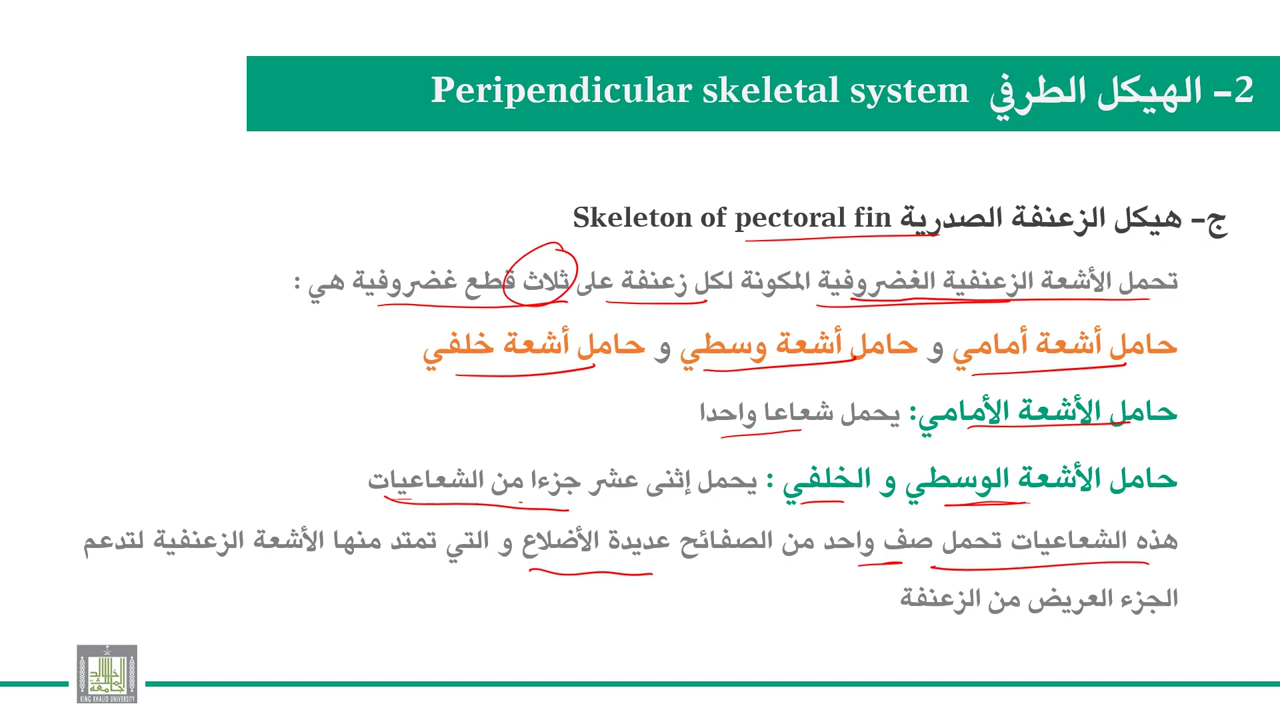 2- الهيكل الطرفي Peripendicular skeletal system
ج- هيكل الزعنفة الصدرية Skeleton of pectoral fin
تحمل الأشعة الزعنفية الغضروفية المكونة لكل زعنفة على ثلاث قطع غضروفية هي :
حامل أشعة أمامي و حامل أشعة وسطي و حامل أشعة خلفي
حامل الأشعة الأمامي: يحمل شعاعا واحدا
حامل الأشعة الوسطي و الخلفي : يحمل إثنى عشر جزءا من الشعاعيات
هذه الشعاعيات تحمل صف واحد من الصفائح عديدة الأضلاع و التي تمتد منها الأشعة الزعنفية لتدعم
الجزء العريض من الزعنفة
KING KHALID UNIVERSITY